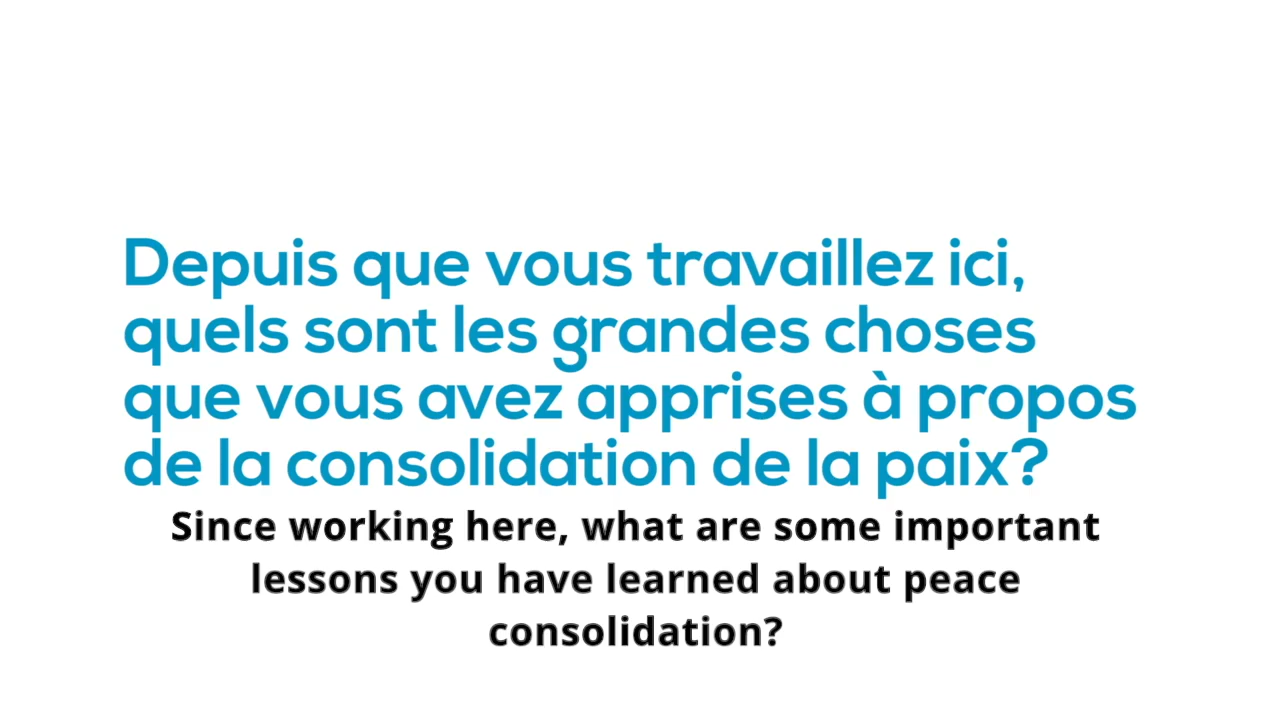 Depuis que vous travaillez ici,
quels sont les grandes choses
que vous avez apprises à propos
de la consolidation de la paix?
Since working here, what are some important
lessons you have learned about peace
consolidation?